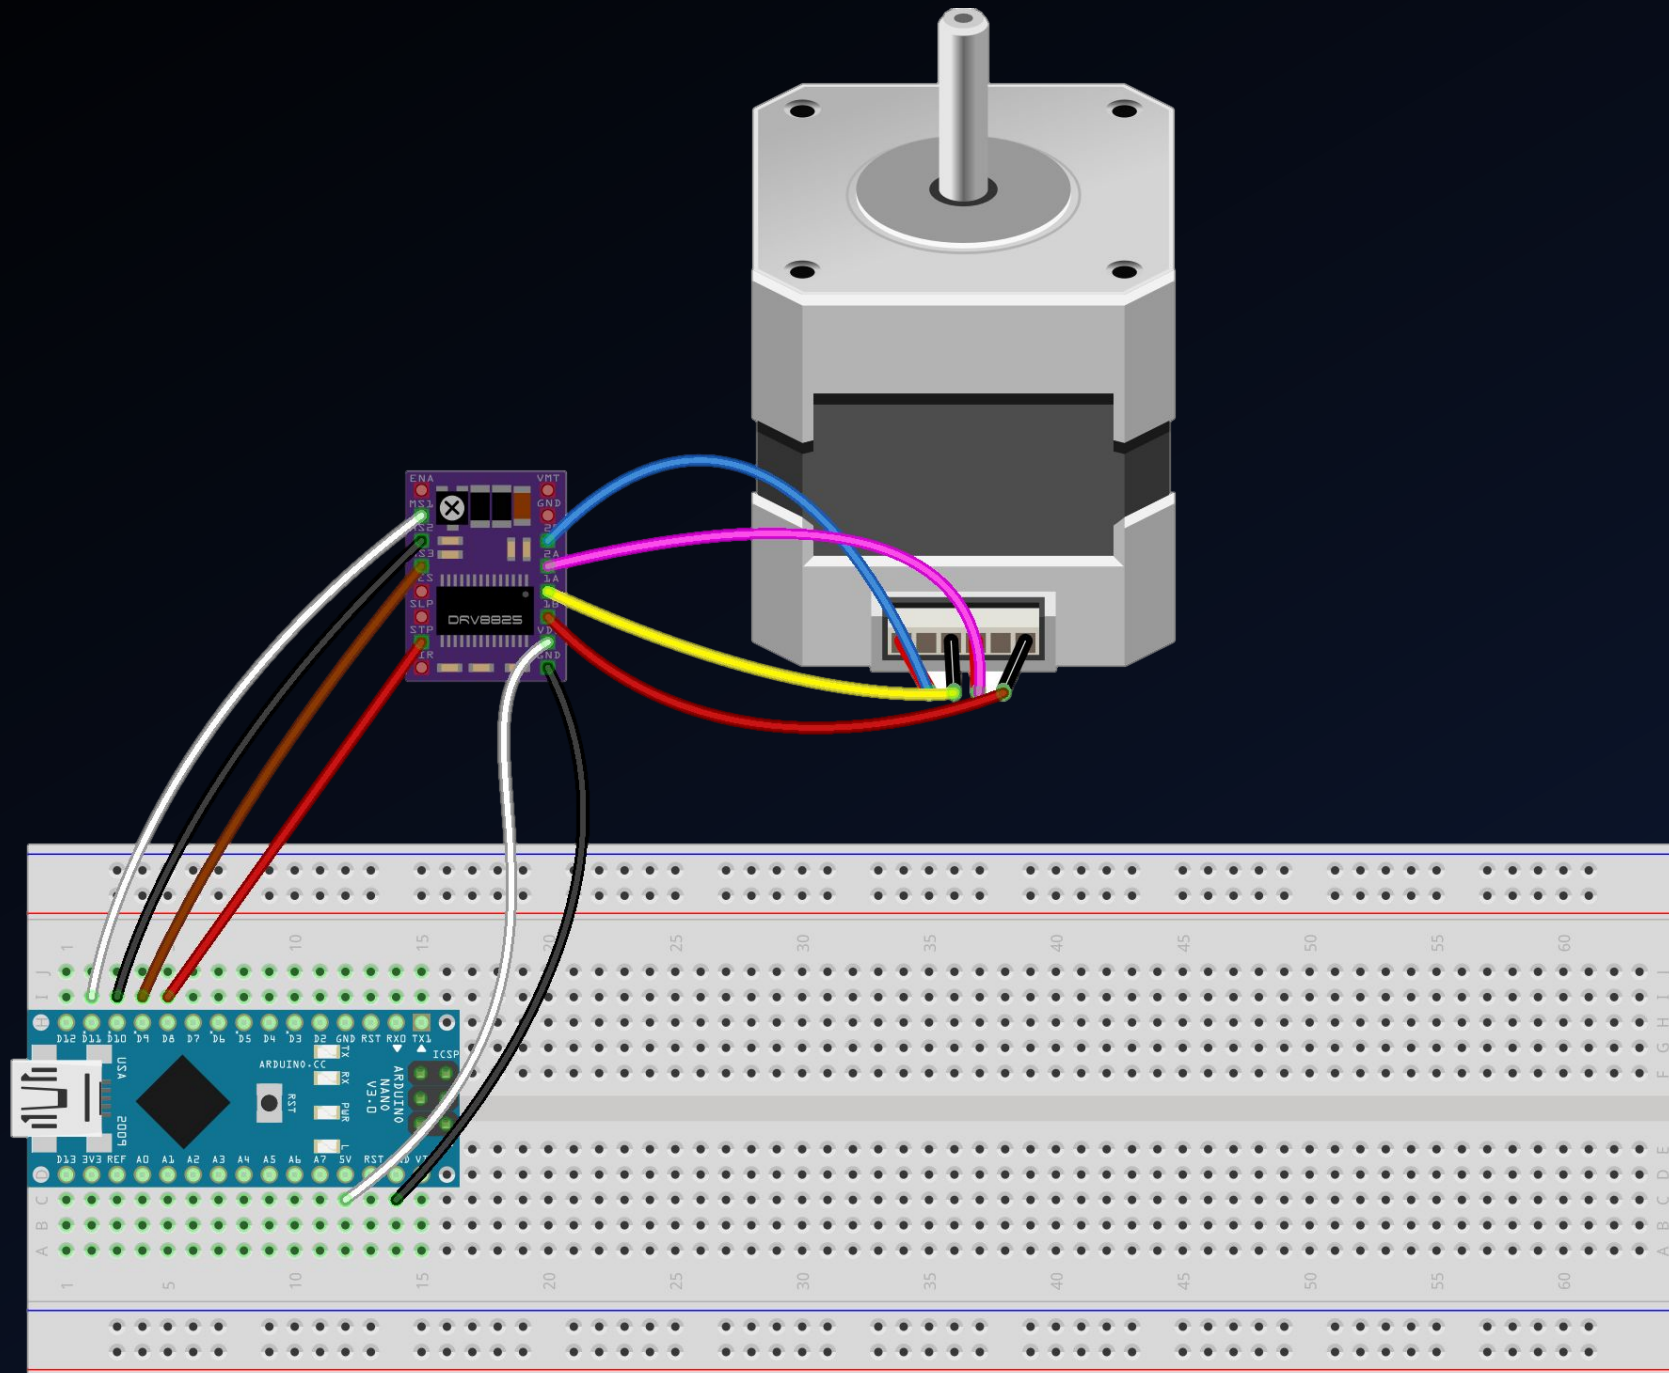 ENA
VMT
MS1
GND
2A
1A
SLP
1B
STP
GND
DRV8825
1
10
15
20
25
30
35
40
45
50
55
60
J
J
I
I
H
H
D12 D11 D10 D9 D8 D7 D6 D5 D4 D3 D2 GND RST RX0 TX1
G
F
ICSP
ARDUINO.CC
TX
RX
PWR
L
RST
USA
2009
ARDUINO
NANO
V3.0
D13 3V3 REF A0 A1 A2 A3 A4 A5 A6 A7 5V RST
E
D
D
C
C
B
B
A
A
1
5
10
15
20
25
30
35
40
45
50
55
60